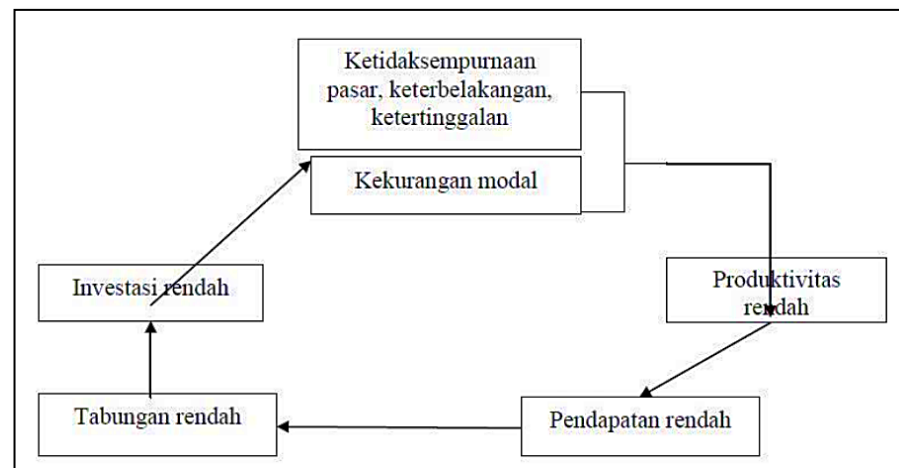 Ketidaksempurnaan
pasar, keterbelakangan,
ketertinggalan
Kekurangan modal
Investasi rendah
Produktivitas
rendah
Tabungan rendah
Pendapatan rendah